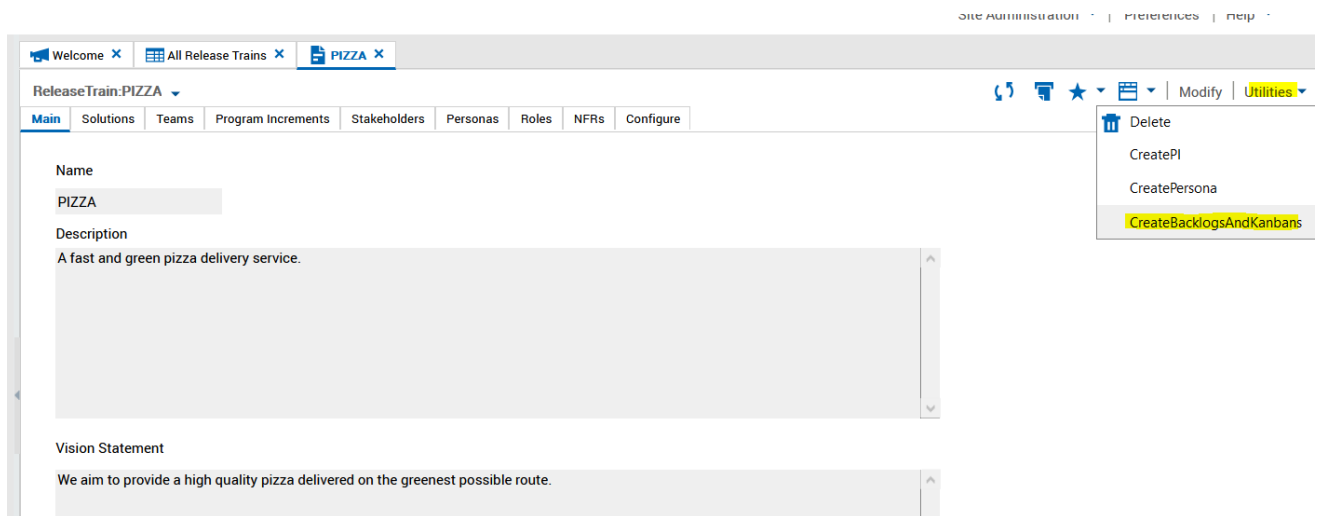 Site Administration | Preferences | Help
Welcome All Release Trains PIZZA
ReleaseTrain:PIZZA Modify | Utilities
Main Solutions Teams Program Increments Stakeholders Personas Roles NFRs Configure
Delete
CreatePI
CreatePersona
CreateBacklogsAndKanbans
Name
PIZZA
Description
A fast and green pizza delivery service.
Vision Statement
We aim to provide a high quality pizza delivered on the greenest possible route.